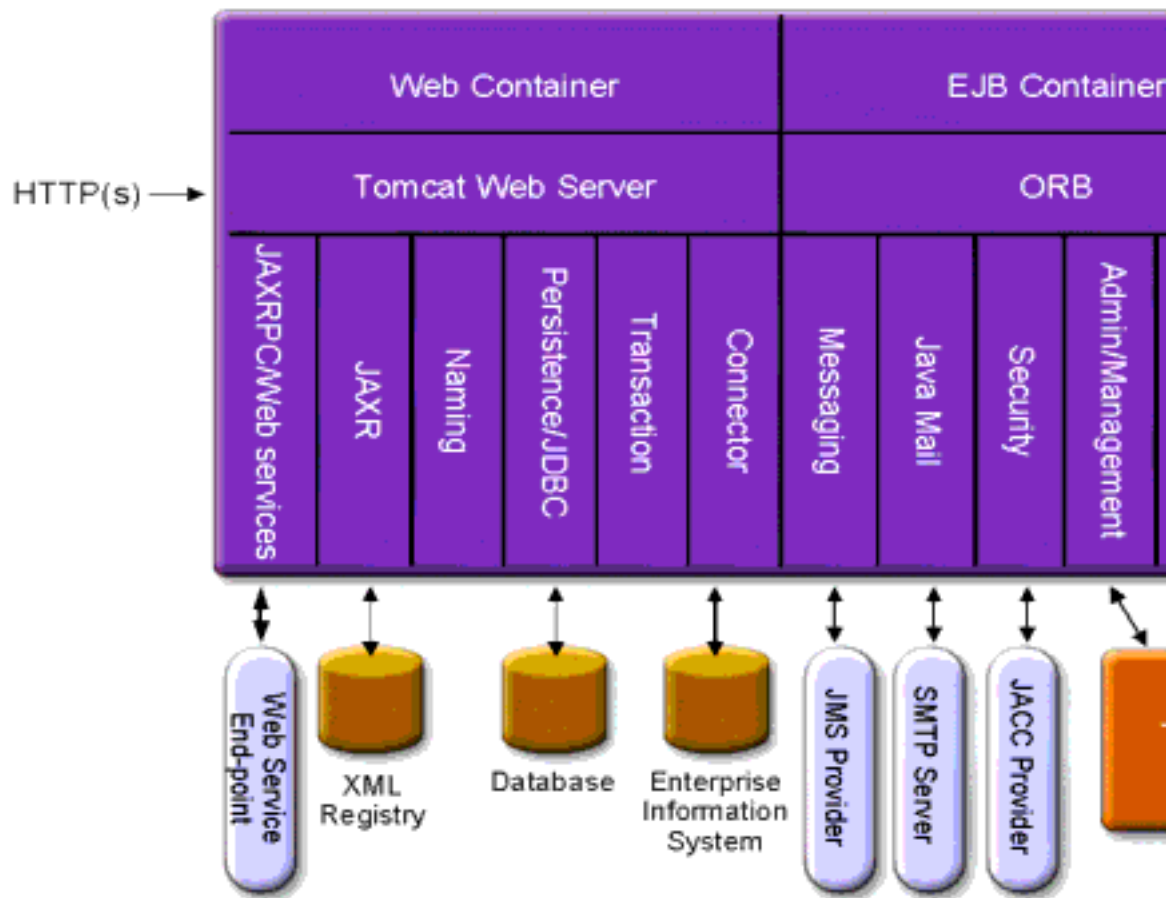 Web Container
EJB Container
HTTP(s)
Tomcat Web Server
ORB
JAXRPC/Web services
JAXR
Naming
Persistence/JDBC
Transaction
Connector
Messaging
Java Mail
Security
Admin/Management
Web Service
End-point
XML
Registry
Database
Enterprise
Information
System
JMS Provider
SMTP Server
JACC Provider